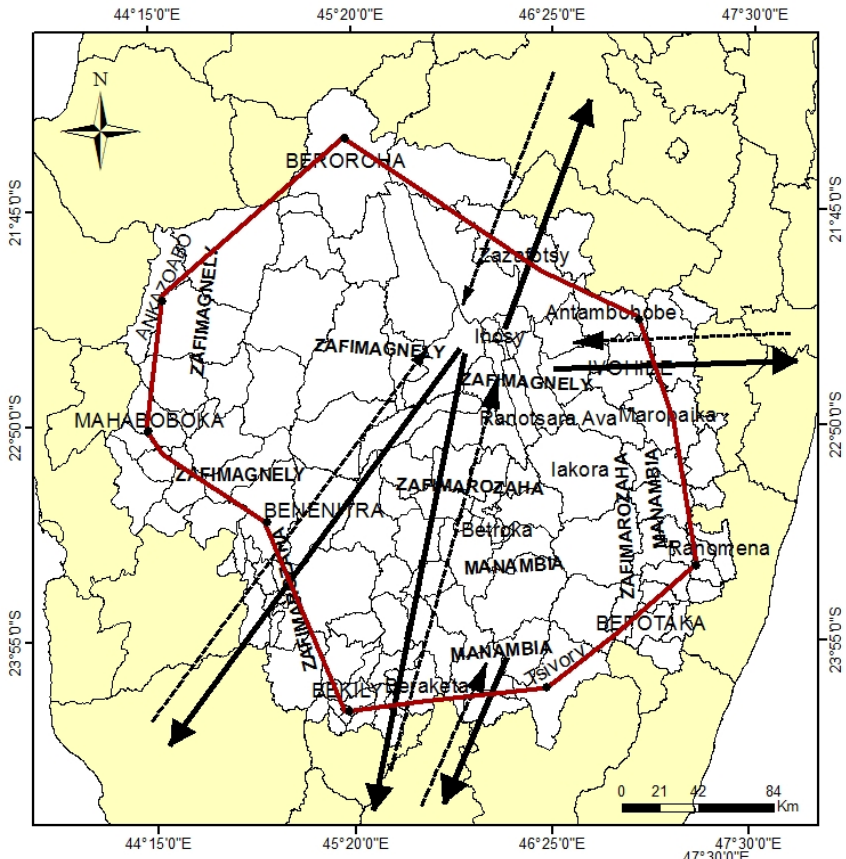 44°15'0"E 45°20'0"E 46°25'0"E 47°30'0"E
N
BEROROHA
21°45'0"S 21°45'0"S
ANKAZOABO
ZAFIMAGNELY
Zazafotsy
Antambohobe
Ihosy
ZAFIMAGNELY
IVOHIBE
ZAFIMAGNELY
MAHABOBOKA
Ranotsara Ava
Maropaika
22°50'0"S 22°50'0"S
ZAFIMAGNELY
Iakora
ZAFIMAROZAHA
ZAFIMAROZAHA
MANAMBIA
BENENITRA
Betroka
Ranomena
MANAMBIA
BEFOTAKA
23°55'0"S 23°55'0"S
MANAMBIA
Tsivory
BEKILY
Beraketa
0 21 42 84
Km
44°15'0"E 45°20'0"E 46°25'0"E 47°30'0"E
47°30'0"E